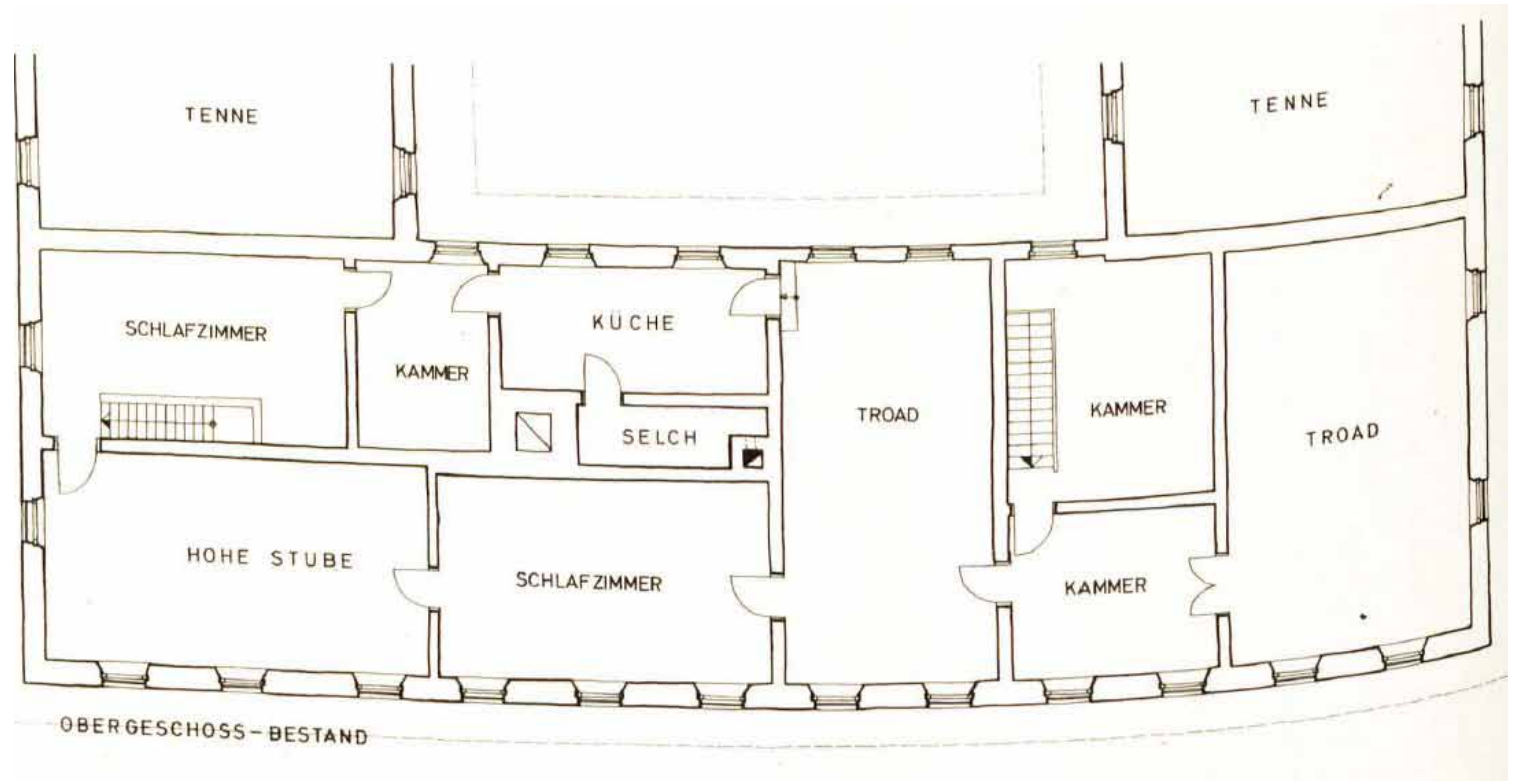 TENNE
TENNE
SCHLAFZIMMER
KÜCHE
KAMMER
SELCH
TROAD
KAMMER
TROAD
HOHE STUBE
SCHLAFZIMMER
KAMMER
OBERGESCHOSS-BESTAND